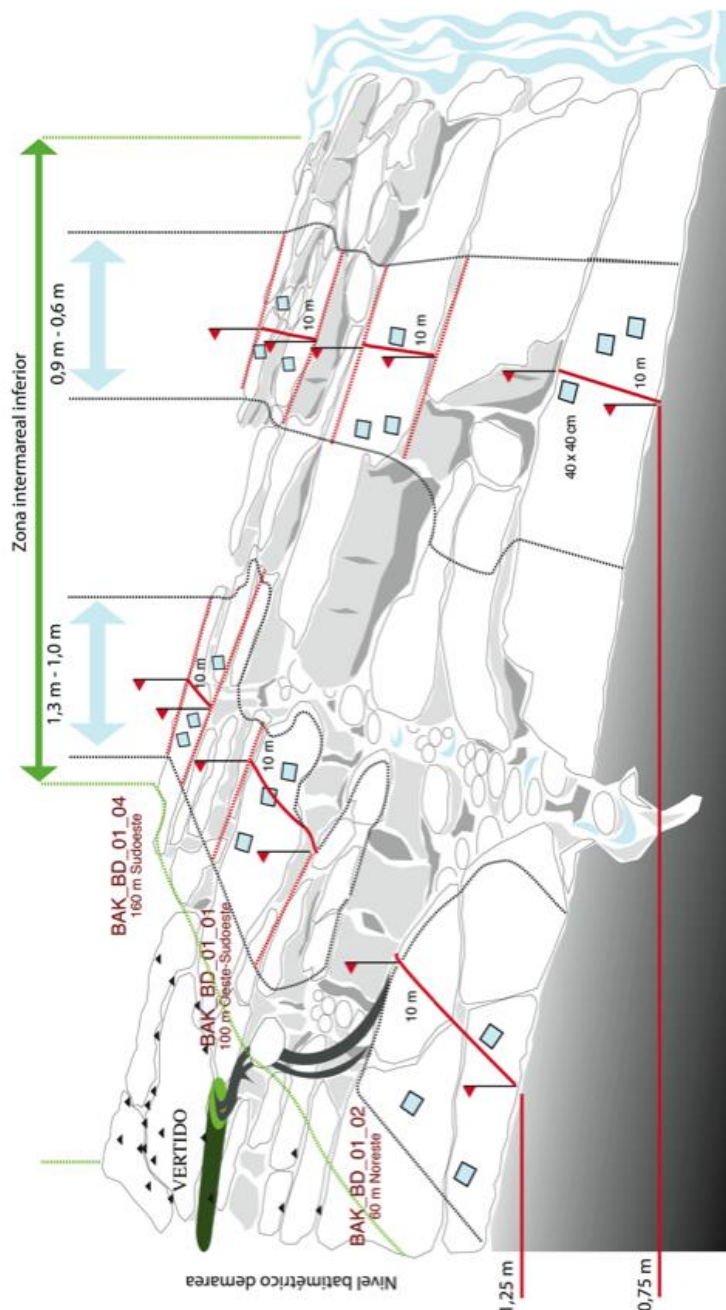 Zona intermareal inferior
1,3 m - 1,0 m
0,9 m - 0,6 m
BAK_BD_01_04
160 m Sudoeste
BAK_BD_01_01
100 m Oeste-Sudoeste
BAK_BD_01_02
60 m Noreste
VERTIDO
10 m
10 m
10 m
10 m
10 m
10 m
40 x 40 cm
Nivel batimétrico demarea
1,25 m
0,75 m